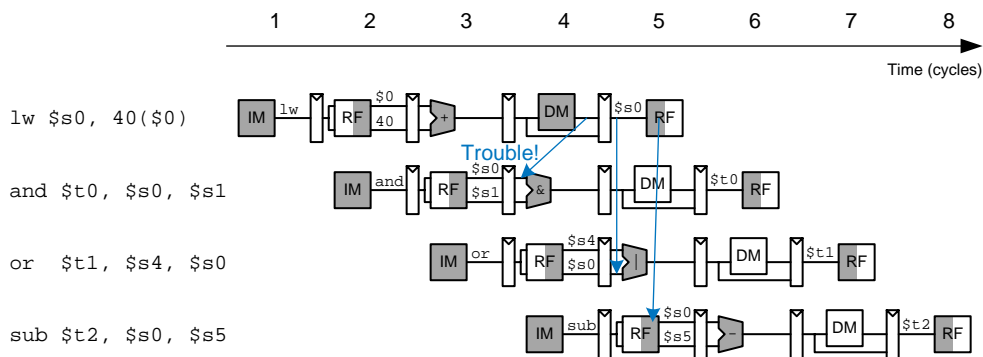 1 2 3 4 5 6 7 8
Time (cycles)
lw $s0, 40($0) IM lw RF $0 40 + DM $s0 RF
Trouble!
and $t0, $s0, $s1 IM and RF $s0 $s1 & DM $t0 RF
or $t1, $s4, $s0 IM or RF $s4 $s0 | DM $t1 RF
sub $t2, $s0, $s5 IM sub RF $s0 $s5 - DM $t2 RF